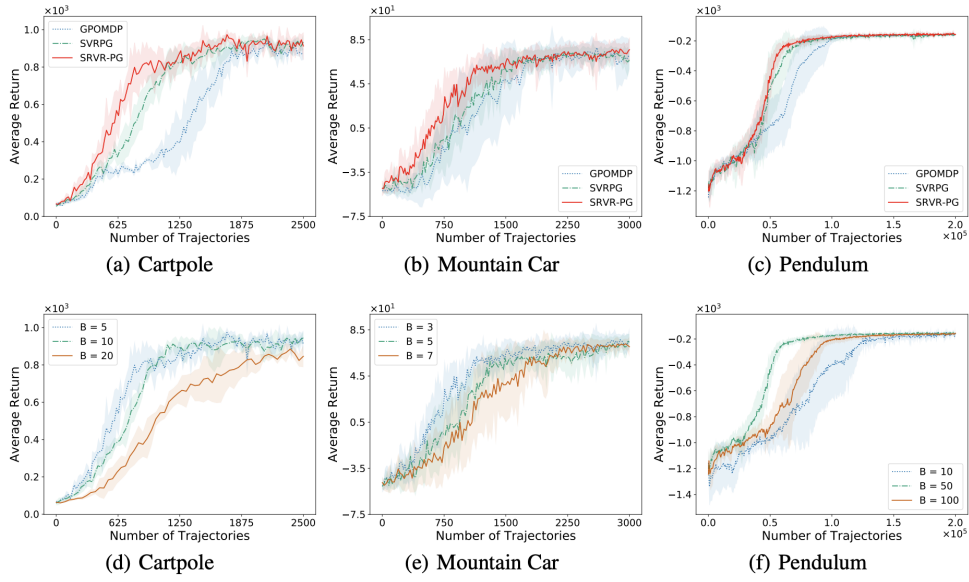 ×10³
1.0
0.8
0.6
0.4
0.2
0.0
Average Return
GPOMDP
SVRPG
SRVR-PG
0
625
1250
1875
2500
Number of Trajectories
(a) Cartpole
×10¹
8.5
4.5
0.5
−3.5
−7.5
Average Return
GPOMDP
SVRPG
SRVR-PG
0
750
1500
2250
3000
Number of Trajectories
(b) Mountain Car
×10³
−0.2
−0.4
−0.6
−0.8
−1.0
−1.2
Average Return
GPOMDP
SVRPG
SRVR-PG
0.0
0.5
1.0
1.5
2.0
×10⁵
Number of Trajectories
(c) Pendulum
×10³
1.0
0.8
0.6
0.4
0.2
0.0
Average Return
B = 5
B = 10
B = 20
0
625
1250
1875
2500
Number of Trajectories
(d) Cartpole
×10¹
8.5
4.5
0.5
−3.5
−7.5
Average Return
B = 3
B = 5
B = 7
0
750
1500
2250
3000
Number of Trajectories
(e) Mountain Car
×10³
−0.2
−0.4
−0.6
−0.8
−1.0
−1.2
−1.4
Average Return
B = 10
B = 50
B = 100
0.0
0.5
1.0
1.5
2.0
×10⁵
Number of Trajectories
(f) Pendulum